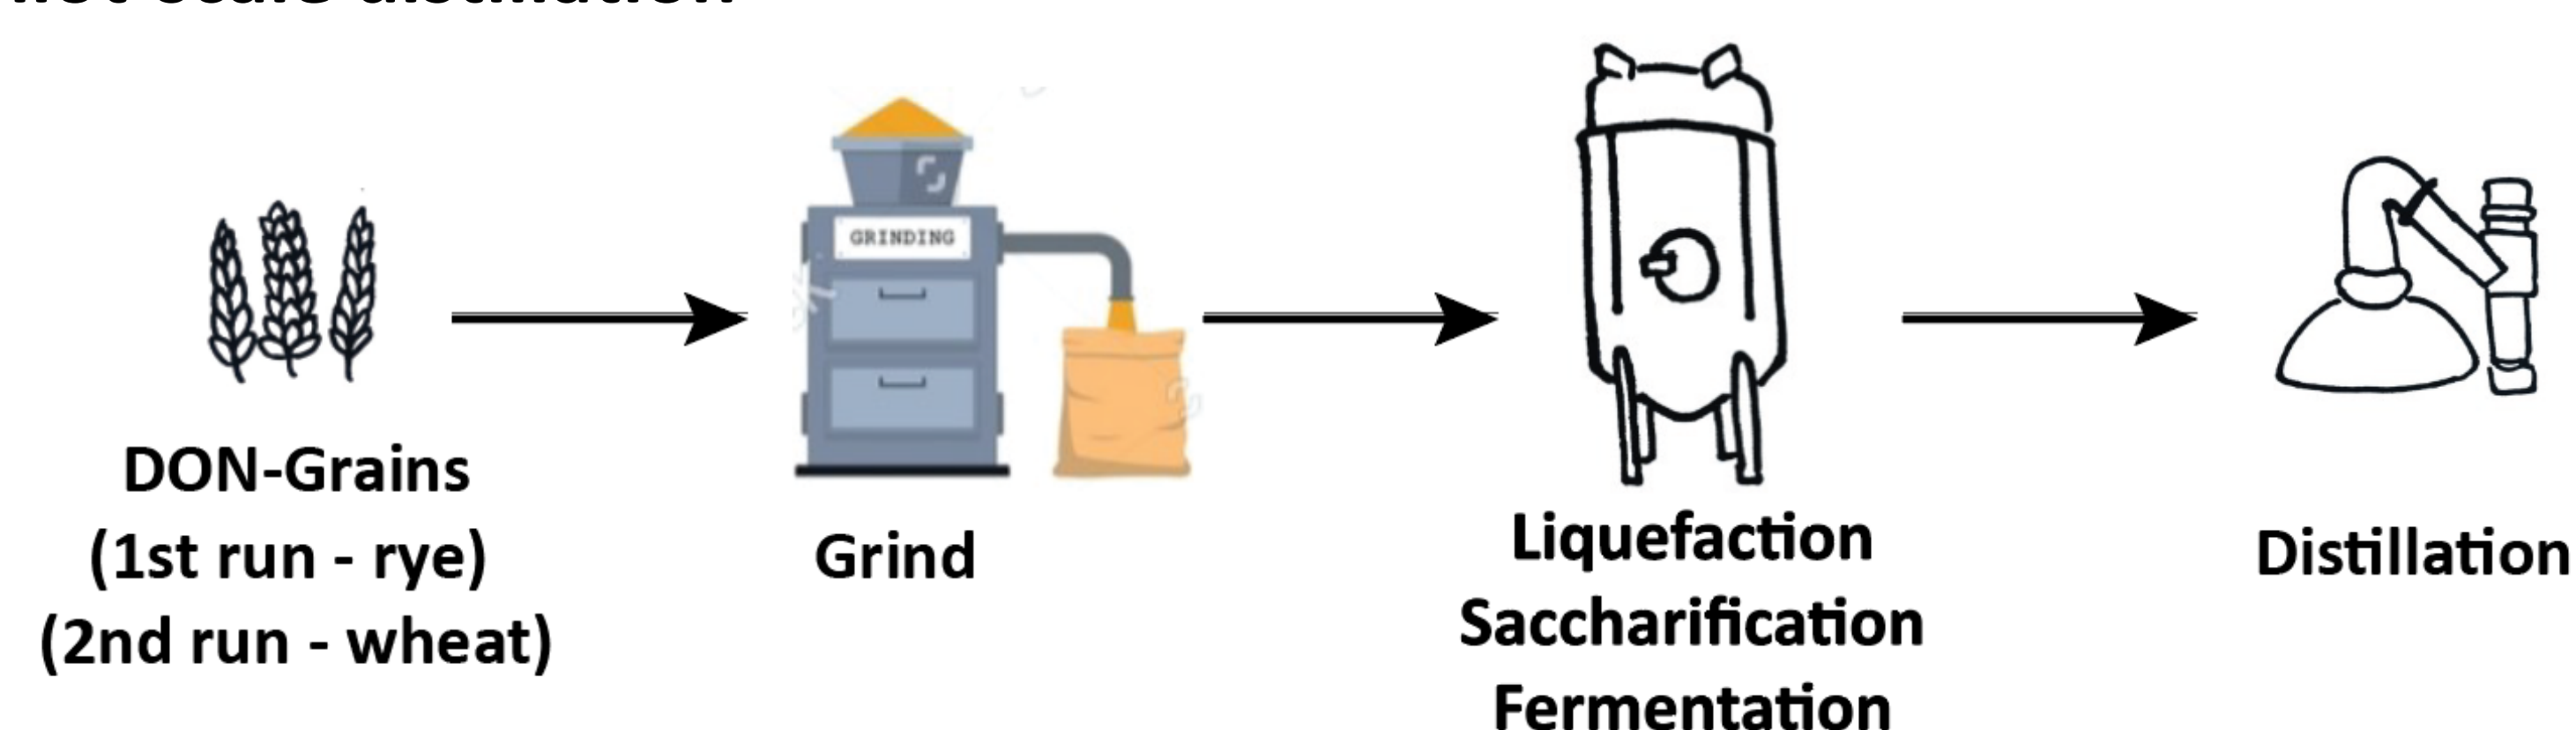 DON-Grains
(1st run - rye)
(2nd run - wheat)
GRINDING
Grind
Liquefaction
Saccharification
Fermentation
Distillation